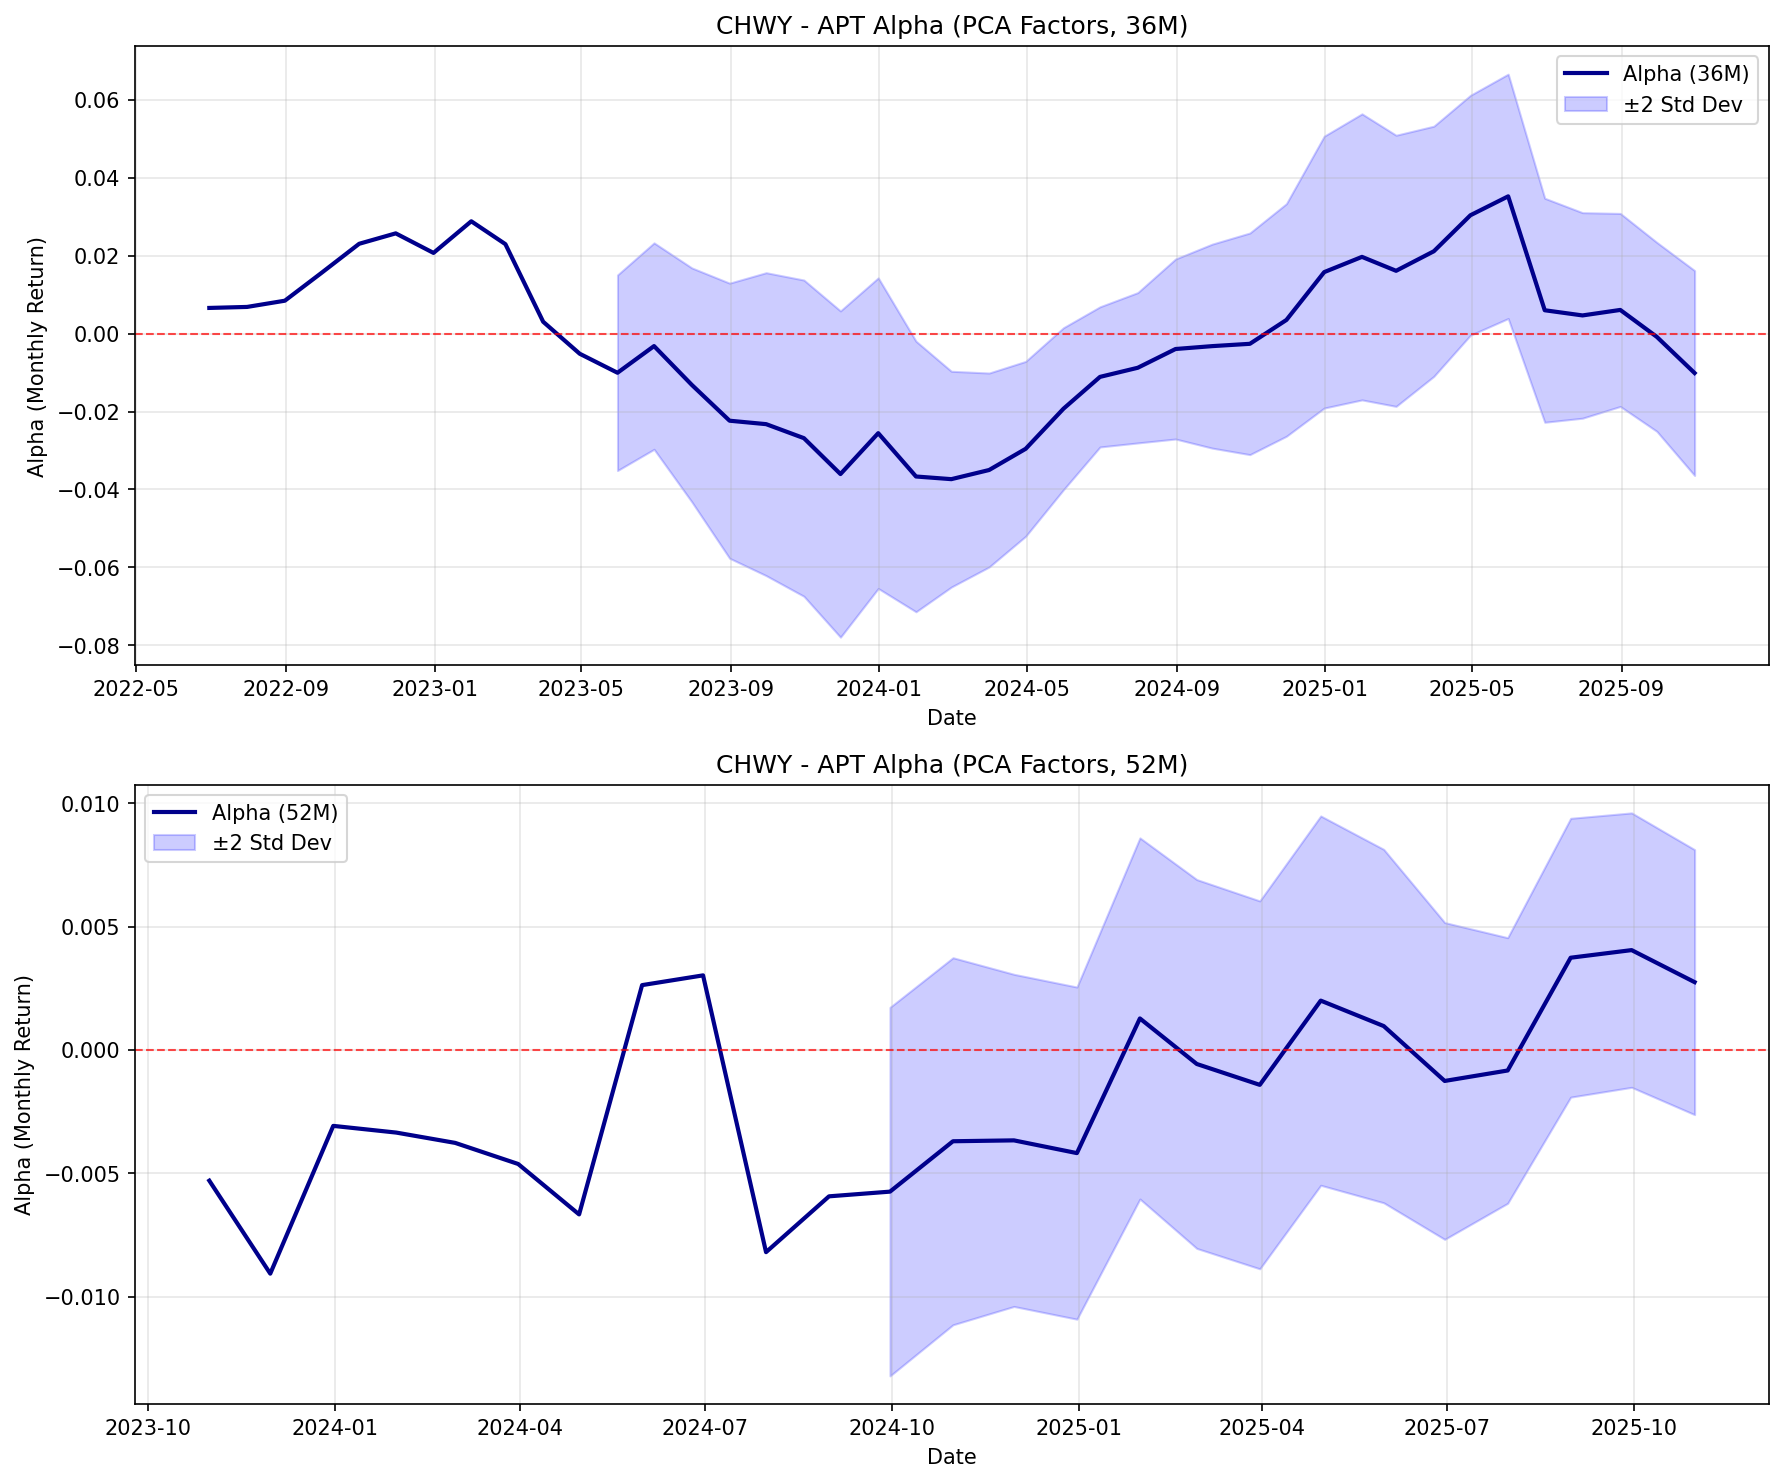 CHWY - APT Alpha (PCA Factors, 36M)
Alpha (36M)
±2 Std Dev
Alpha (Monthly Return)
0.06
0.04
0.02
0.00
−0.02
−0.04
−0.06
−0.08
2022-05 2022-09 2023-01 2023-05 2023-09 2024-01 2024-05 2024-09 2025-01 2025-05 2025-09
Date
CHWY - APT Alpha (PCA Factors, 52M)
Alpha (52M)
±2 Std Dev
Alpha (Monthly Return)
0.010
0.005
0.000
−0.005
−0.010
2023-10 2024-01 2024-04 2024-07 2024-10 2025-01 2025-04 2025-07 2025-10
Date